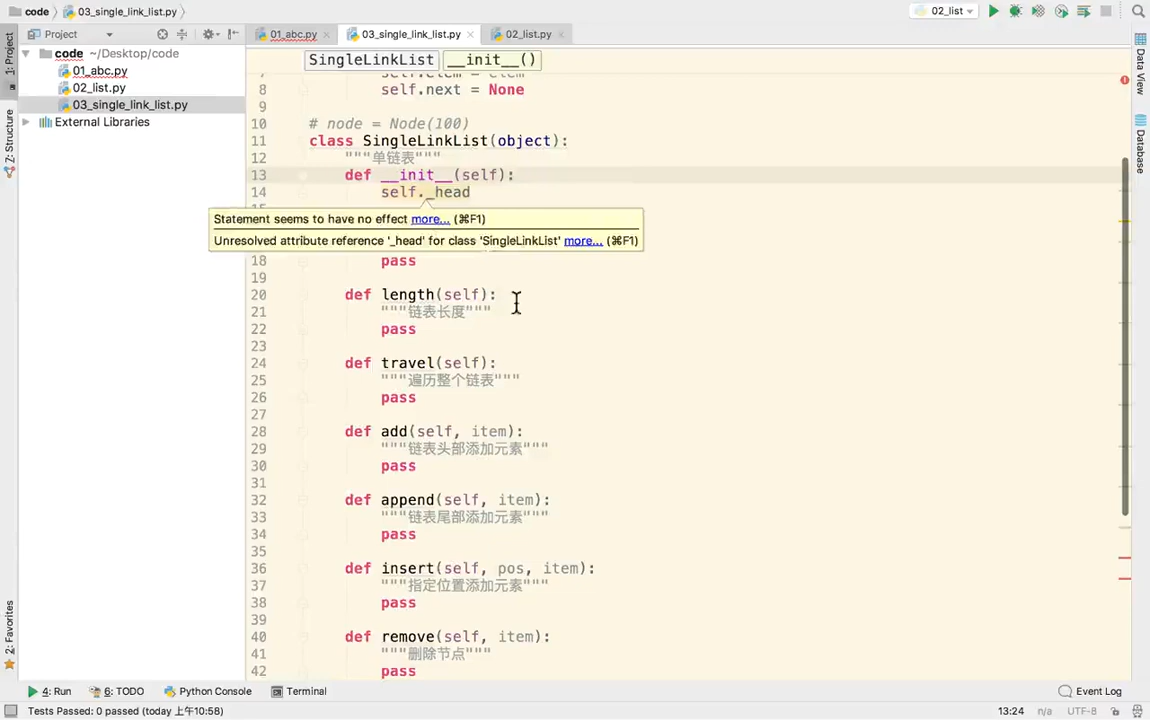 code 03_single_link_list.py 02_list
1: Project
Project
01_abc.py 03_single_link_list.py 02_list.py
code ~/Desktop/code
01_abc.py
02_list.py
03_single_link_list.py
External Libraries
Z: Structure
2: Favorites
Data View
Database
SingleLinkList __init__()
7 self.elem = elem
8 self.next = None
9
10 # node = Node(100)
11 class SingleLinkList(object):
12 """单链表"""
13 def __init__(self):
14 self._head
Statement seems to have no effect more... (⌘F1)
Unresolved attribute reference '_head' for class 'SingleLinkList' more... (⌘F1)
18 pass
19
20 def length(self):
21 """链表长度"""
22 pass
23
24 def travel(self):
25 """遍历整个链表"""
26 pass
27
28 def add(self, item):
29 """链表头部添加元素"""
30 pass
31
32 def append(self, item):
33 """链表尾部添加元素"""
34 pass
35
36 def insert(self, pos, item):
37 """指定位置添加元素"""
38 pass
39
40 def remove(self, item):
41 """删除节点"""
42 pass
4: Run 6: TODO Python Console Terminal Event Log
Tests Passed: 0 passed (today 上午10:58) 13:24 n/a UTF-8